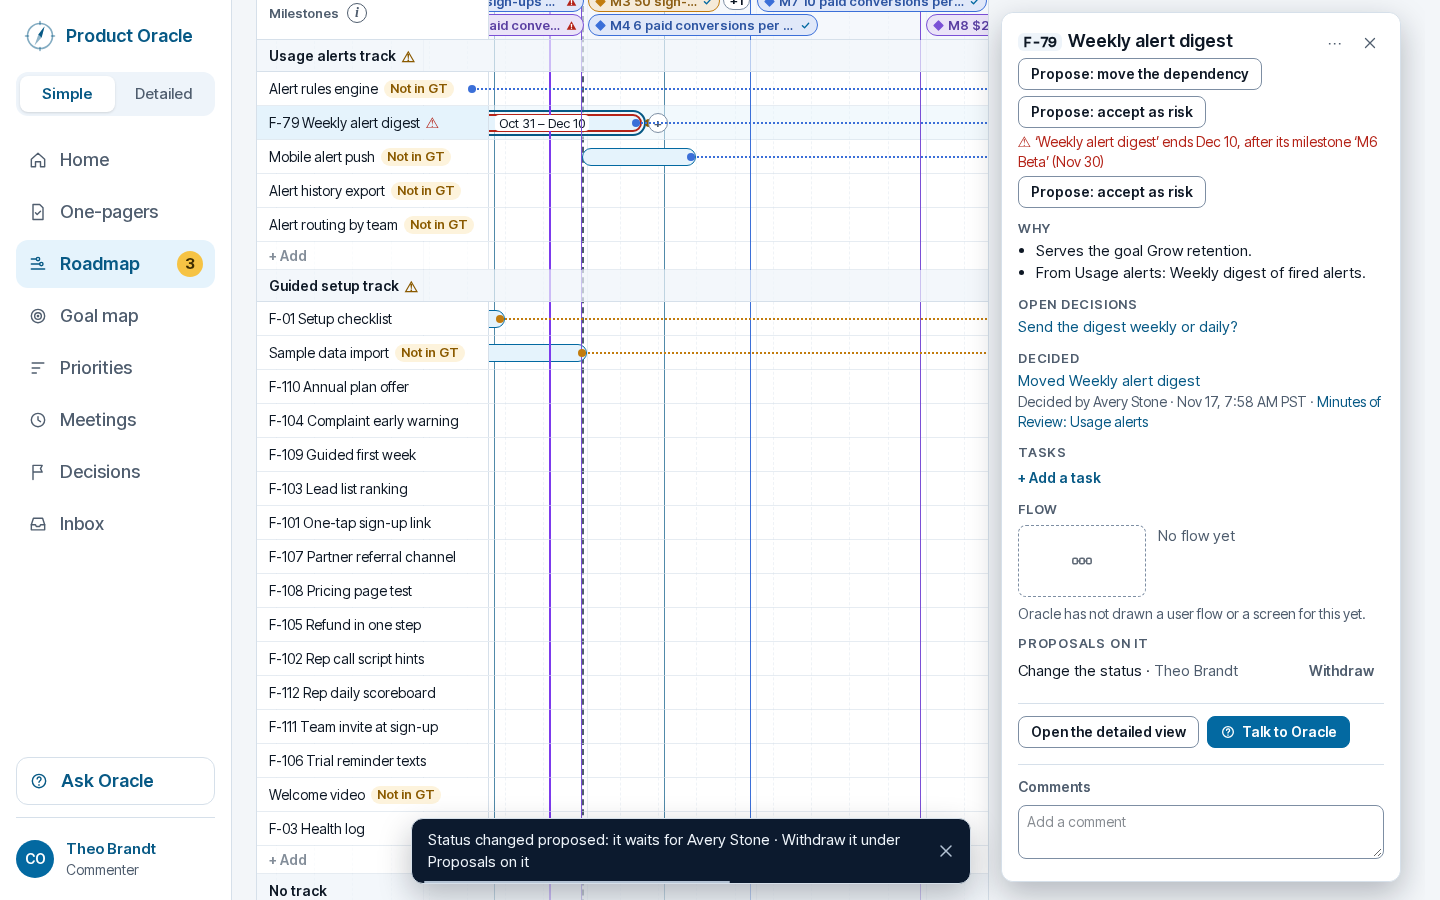 Product Oracle
Simple
Detailed
Home
One-pagers
Roadmap
3
Goal map
Priorities
Meetings
Decisions
Inbox
Ask Oracle
CO
Theo Brandt
Commenter
Milestones
sign-ups ...
M3 50 sign-...
+1
M7 10 paid conversions per...
aid conve...
M4 6 paid conversions per ...
M8 $2
Usage alerts track
Alert rules engine Not in GT
F-79 Weekly alert digest
Oct 31 – Dec 10
Mobile alert push Not in GT
Alert history export Not in GT
Alert routing by team Not in GT
+ Add
Guided setup track
F-01 Setup checklist
Sample data import Not in GT
F-110 Annual plan offer
F-104 Complaint early warning
F-109 Guided first week
F-103 Lead list ranking
F-101 One-tap sign-up link
F-107 Partner referral channel
F-108 Pricing page test
F-105 Refund in one step
F-102 Rep call script hints
F-112 Rep daily scoreboard
F-111 Team invite at sign-up
F-106 Trial reminder texts
Welcome video Not in GT
F-03 Health log
+ Add
No track
Status changed proposed: it waits for Avery Stone · Withdraw it under
Proposals on it
F-79 Weekly alert digest
Propose: move the dependency
Propose: accept as risk
‘Weekly alert digest’ ends Dec 10, after its milestone ‘M6
Beta’ (Nov 30)
Propose: accept as risk
WHY
• Serves the goal Grow retention.
• From Usage alerts: Weekly digest of fired alerts.
OPEN DECISIONS
Send the digest weekly or daily?
DECIDED
Moved Weekly alert digest
Decided by Avery Stone · Nov 17, 7:58 AM PST · Minutes of
Review: Usage alerts
TASKS
+ Add a task
FLOW
No flow yet
Oracle has not drawn a user flow or a screen for this yet.
PROPOSALS ON IT
Change the status · Theo Brandt
Withdraw
Open the detailed view
Talk to Oracle
Comments
Add a comment